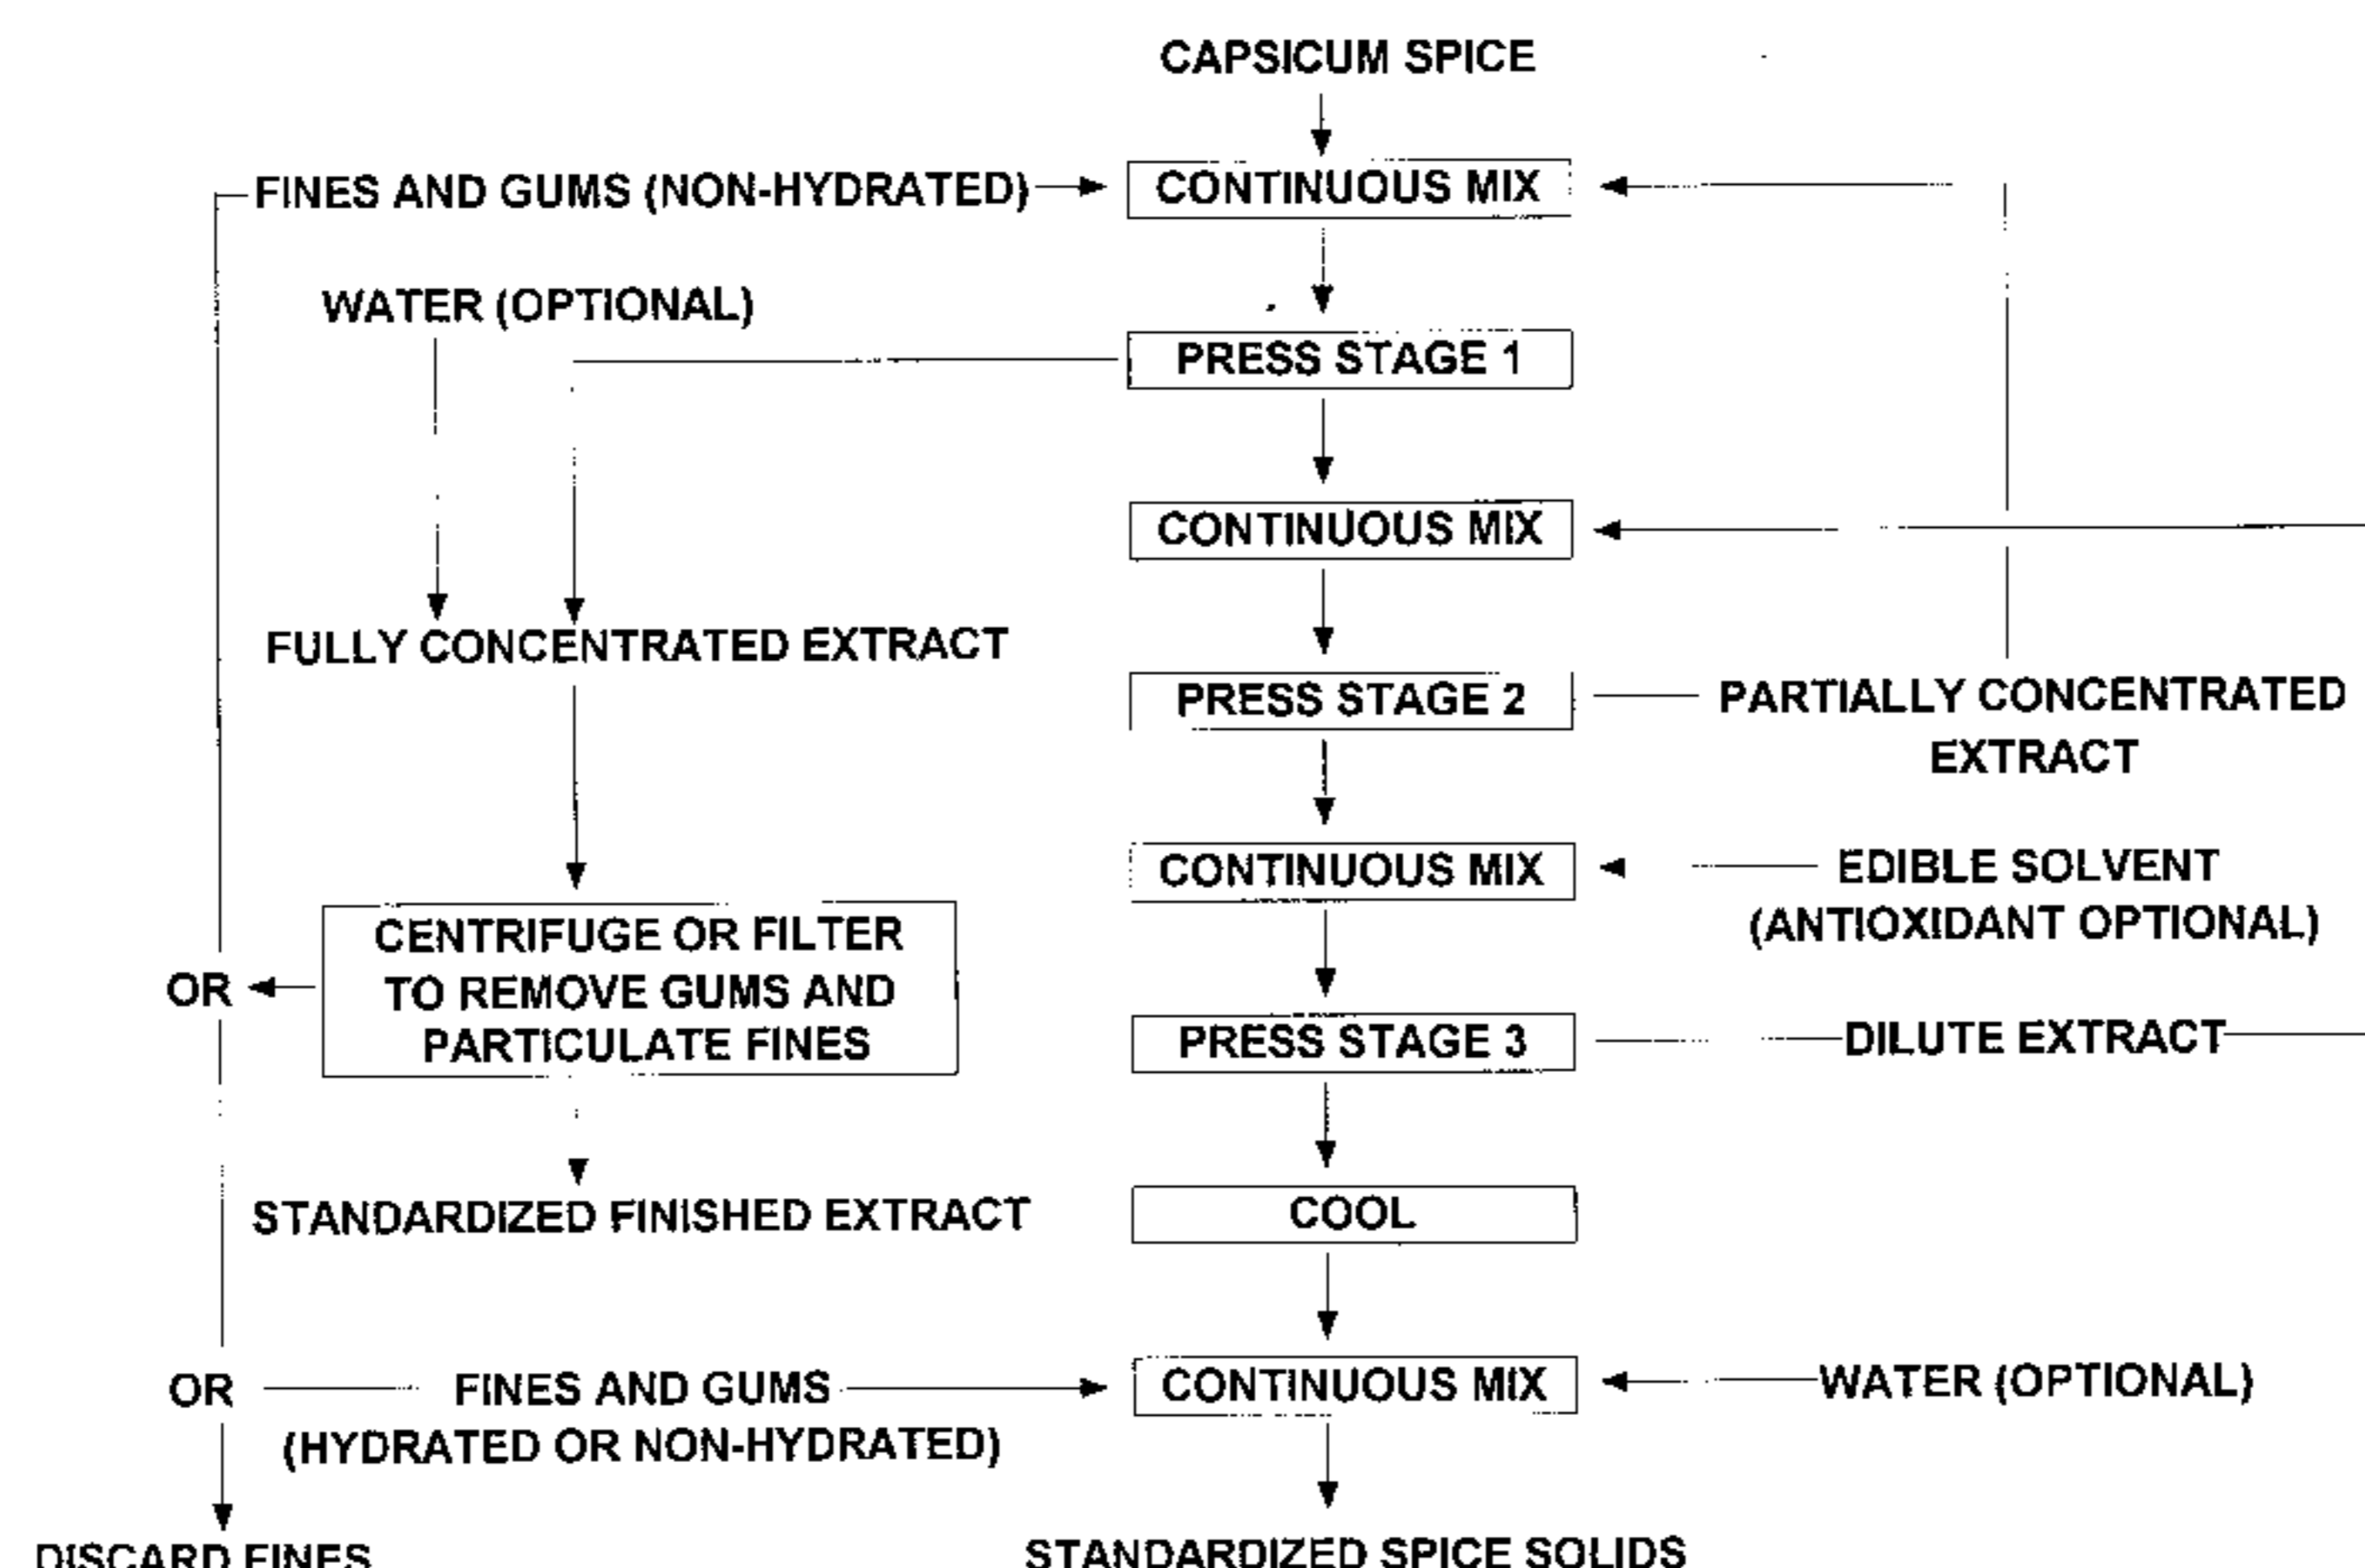 CAPSICUM SPICE
FINES AND GUMS (NON-HYDRATED)
CONTINUOUS MIX
WATER (OPTIONAL)
PRESS STAGE 1
CONTINUOUS MIX
FULLY CONCENTRATED EXTRACT
PRESS STAGE 2
PARTIALLY CONCENTRATED
EXTRACT
CONTINUOUS MIX
EDIBLE SOLVENT
(ANTIOXIDANT OPTIONAL)
CENTRIFUGE OR FILTER
TO REMOVE GUMS AND
PARTICULATE FINES
OR
PRESS STAGE 3
DILUTE EXTRACT
STANDARDIZED FINISHED EXTRACT
COOL
OR
FINES AND GUMS
(HYDRATED OR NON-HYDRATED)
CONTINUOUS MIX
WATER (OPTIONAL)
DISCARD FINES
STANDARDIZED SPICE SOLIDS